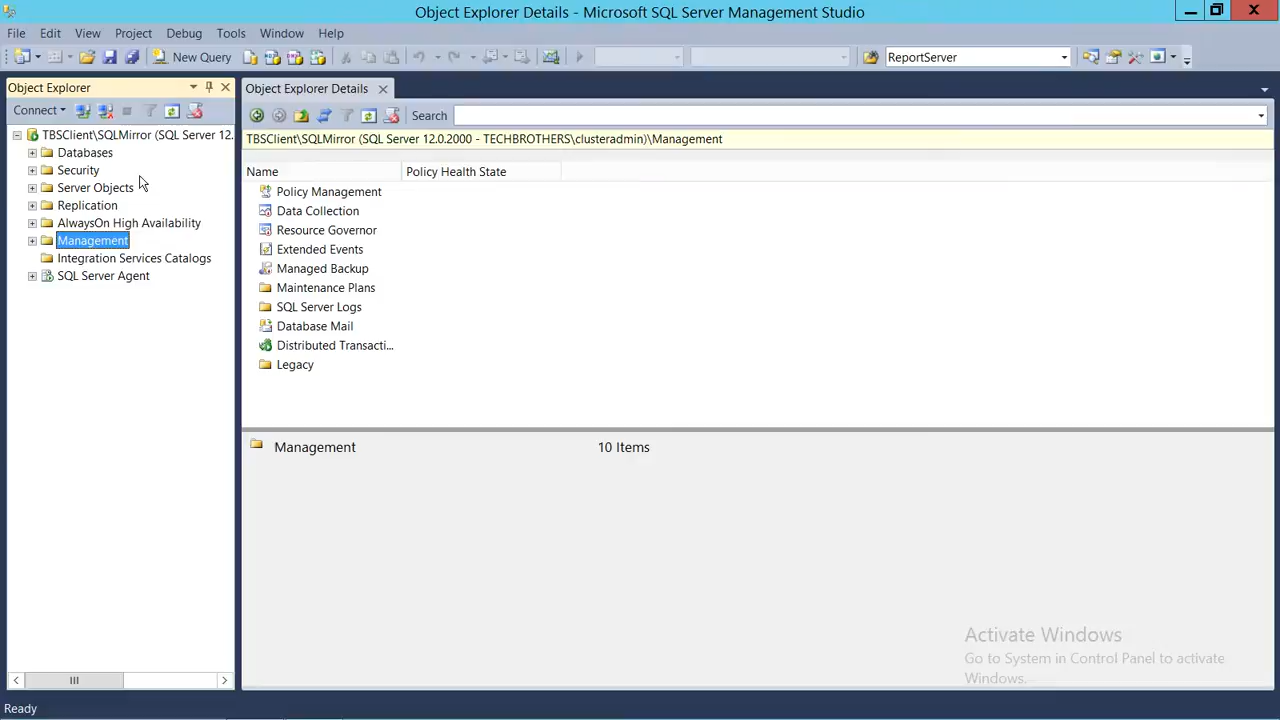 Object Explorer Details - Microsoft SQL Server Management Studio
File Edit View Project Debug Tools Window Help
New Query ReportServer
Object Explorer
Object Explorer Details
Connect
Search
TBSClient\SQLMirror (SQL Server 12.
TBSClient\SQLMirror (SQL Server 12.0.2000 - TECHBROTHERS\clusteradmin)\Management
Databases
Security
Server Objects
Replication
AlwaysOn High Availability
Management
Integration Services Catalogs
SQL Server Agent
Name Policy Health State
Policy Management
Data Collection
Resource Governor
Extended Events
Managed Backup
Maintenance Plans
SQL Server Logs
Database Mail
Distributed Transacti...
Legacy
Management 10 Items
Activate Windows
Go to System in Control Panel to activate
Windows.
Ready